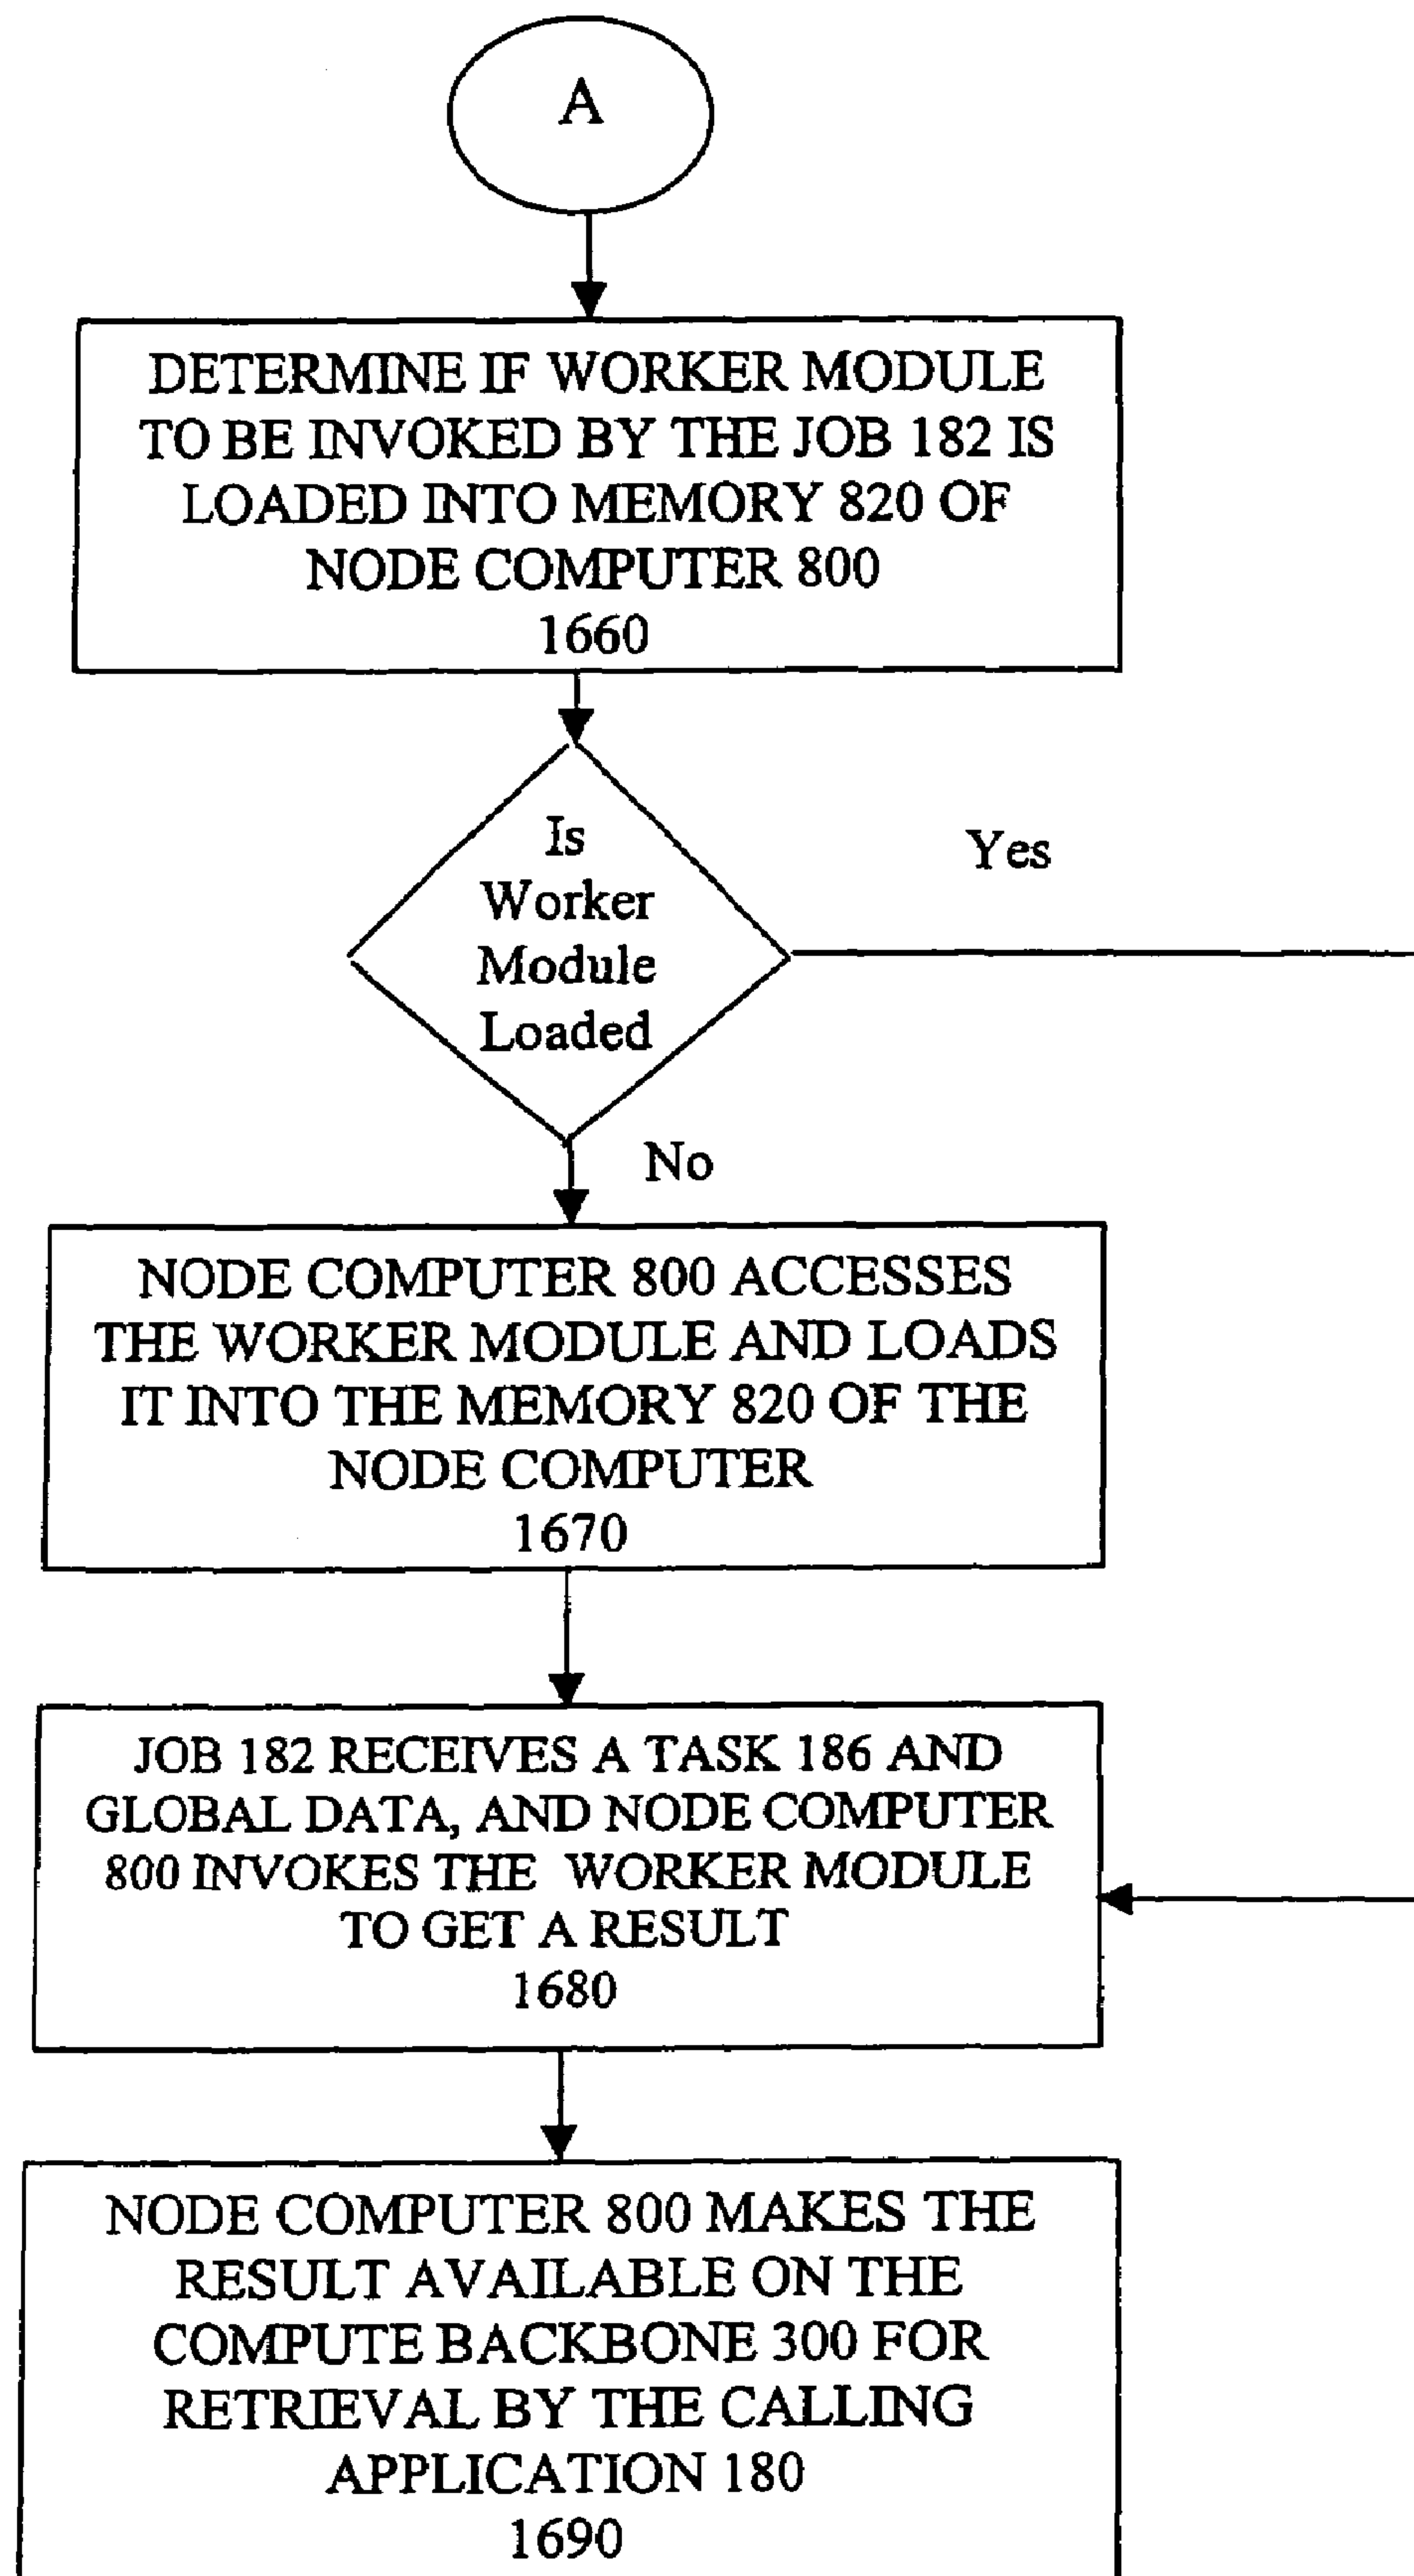 A
DETERMINE IF WORKER MODULE
TO BE INVOKED BY THE JOB 182 IS
LOADED INTO MEMORY 820 OF
NODE COMPUTER 800
1660
Is
Worker
Module
Loaded
Yes
No
NODE COMPUTER 800 ACCESSES
THE WORKER MODULE AND LOADS
IT INTO THE MEMORY 820 OF THE
NODE COMPUTER
1670
JOB 182 RECEIVES A TASK 186 AND
GLOBAL DATA, AND NODE COMPUTER
800 INVOKES THE WORKER MODULE
TO GET A RESULT
1680
NODE COMPUTER 800 MAKES THE
RESULT AVAILABLE ON THE
COMPUTE BACKBONE 300 FOR
RETRIEVAL BY THE CALLING
APPLICATION 180
1690